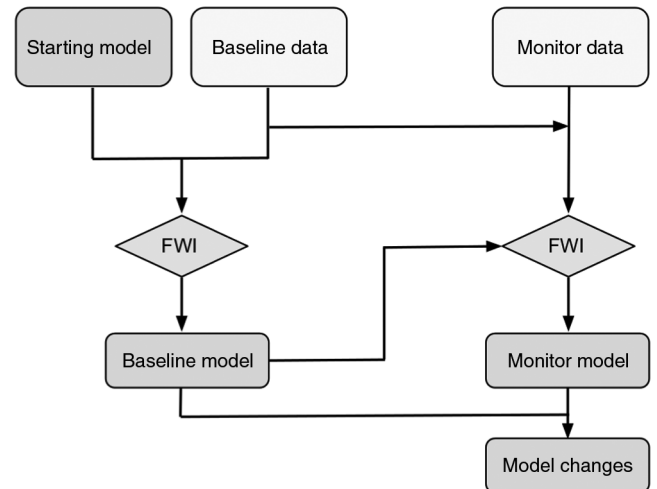 Starting model
Baseline data
Monitor data
FWI
FWI
Baseline model
Monitor model
Model changes